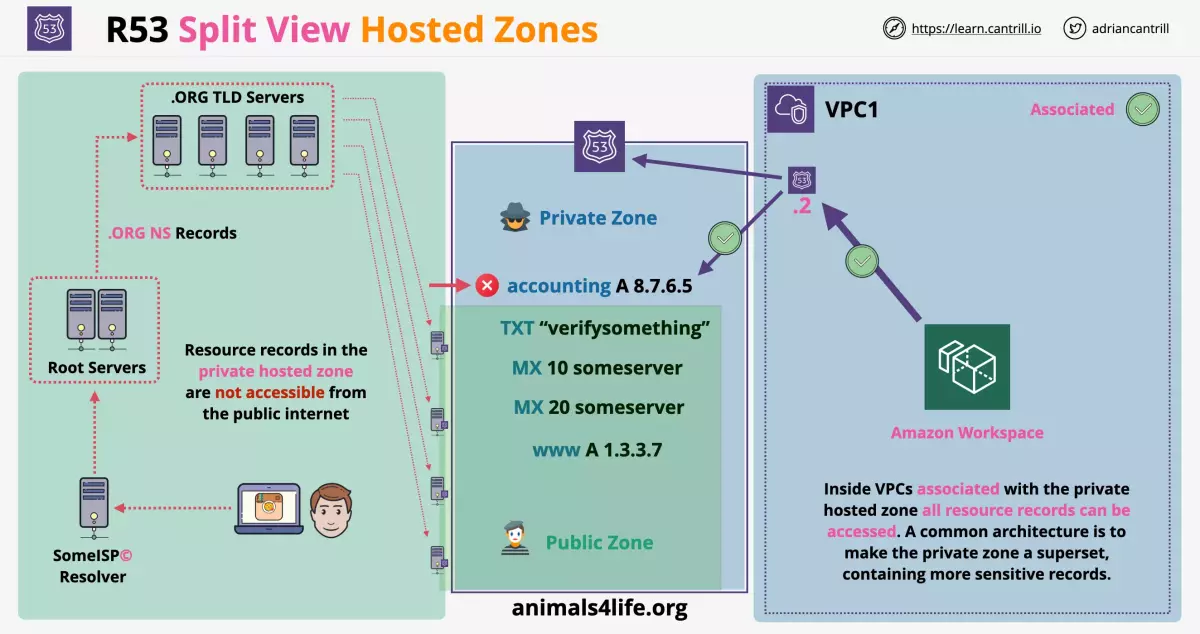 53
R53 Split View Hosted Zones
https://learn.cantrill.io
adriancantrill
.ORG TLD Servers
.ORG NS Records
Root Servers
Resource records in the
private hosted zone
are not accessible from
the public internet
SomeISP©
Resolver
53
Private Zone
accounting A 8.7.6.5
TXT “verifysomething”
MX 10 someserver
MX 20 someserver
www A 1.3.3.7
Public Zone
animals4life.org
VPC1
Associated
53
.2
Amazon Workspace
Inside VPCs associated with the private
hosted zone all resource records can be
accessed. A common architecture is to
make the private zone a superset,
containing more sensitive records.